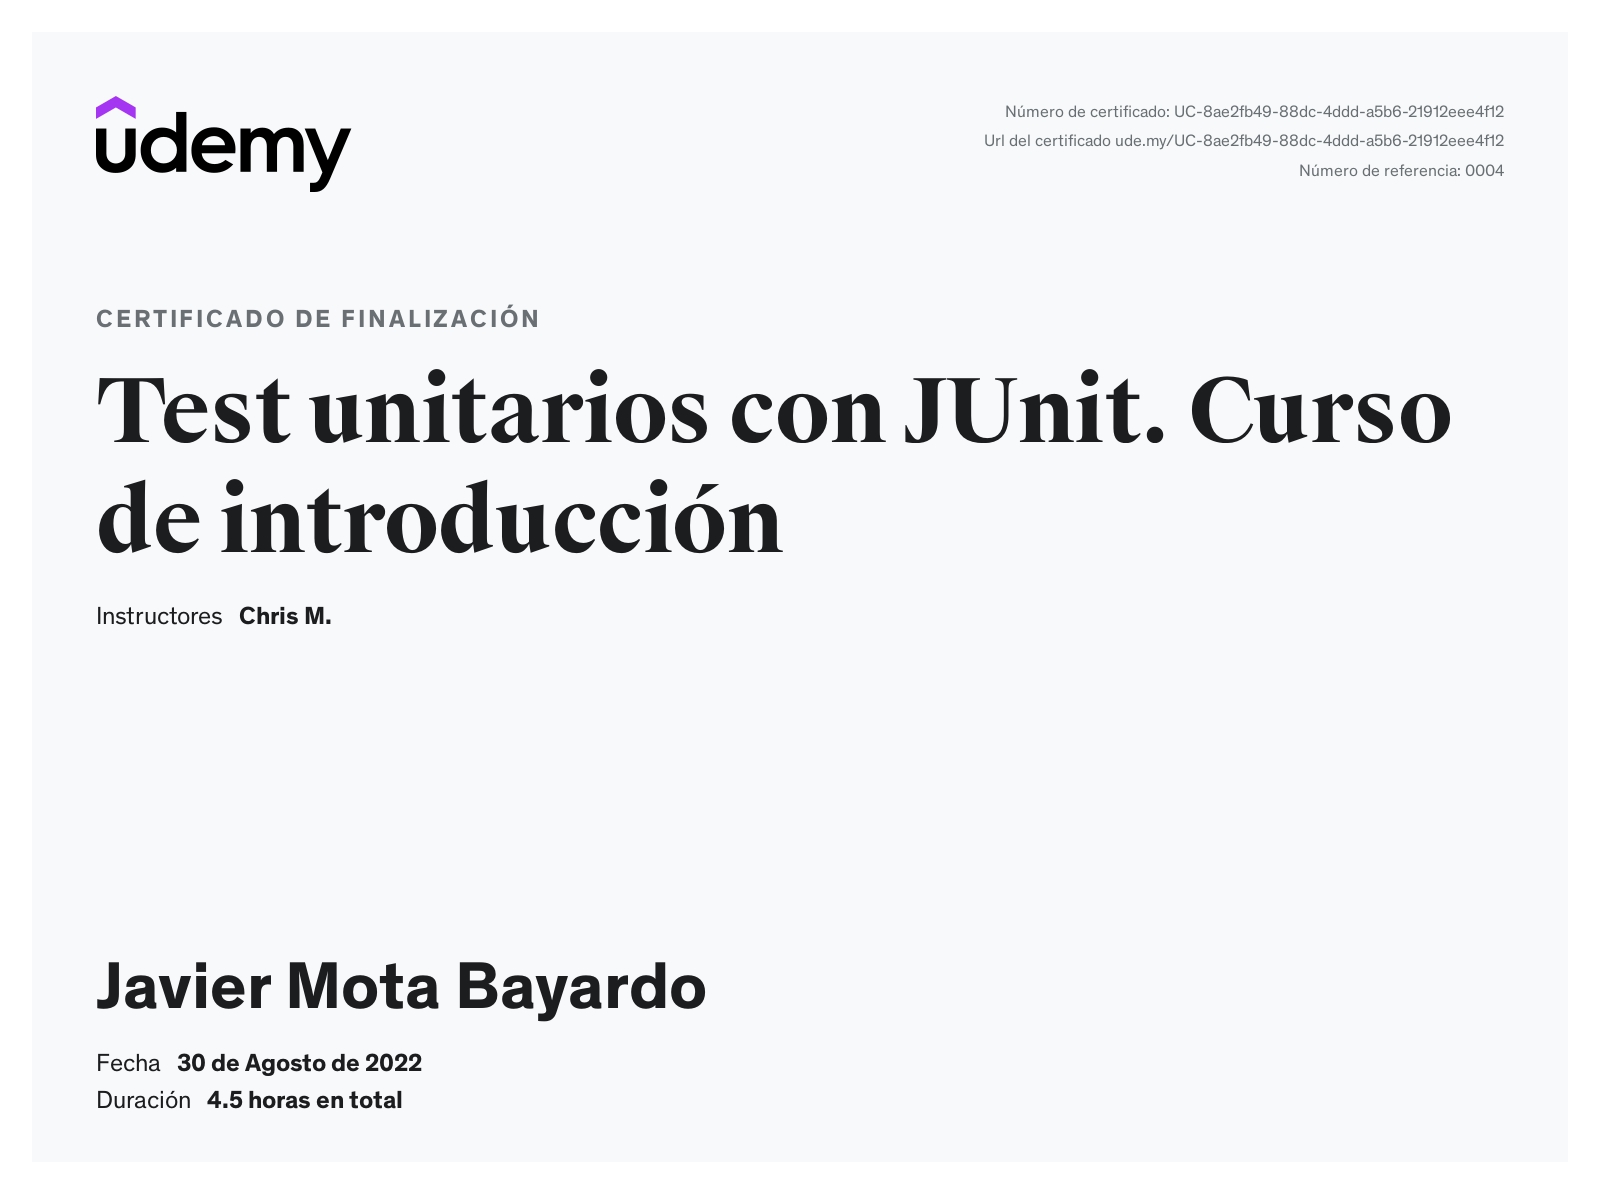 udemy
Número de certificado: UC-8ae2fb49-88dc-4ddd-a5b6-21912eee4f12
Url del certificado ude.my/UC-8ae2fb49-88dc-4ddd-a5b6-21912eee4f12
Número de referencia: 0004
CERTIFICADO DE FINALIZACIÓN
Test unitarios con JUnit. Curso
de introducción
Instructores Chris M.
Javier Mota Bayardo
Fecha 30 de Agosto de 2022
Duración 4.5 horas en total